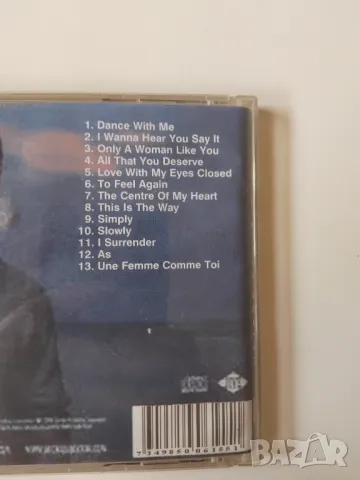 1. Dance With Me
2. I Wanna Hear You Say It
3. Only A Woman Like You
4. All That You Deserve
5. Love With My Eyes Closed
6. To Feel Again
7. The Centre Of My Heart
8. This Is The Way
9. Simply
10. Slowly
11. I Surrender
12. As
13. Une Femme Comme Toi
BAZAR
bg